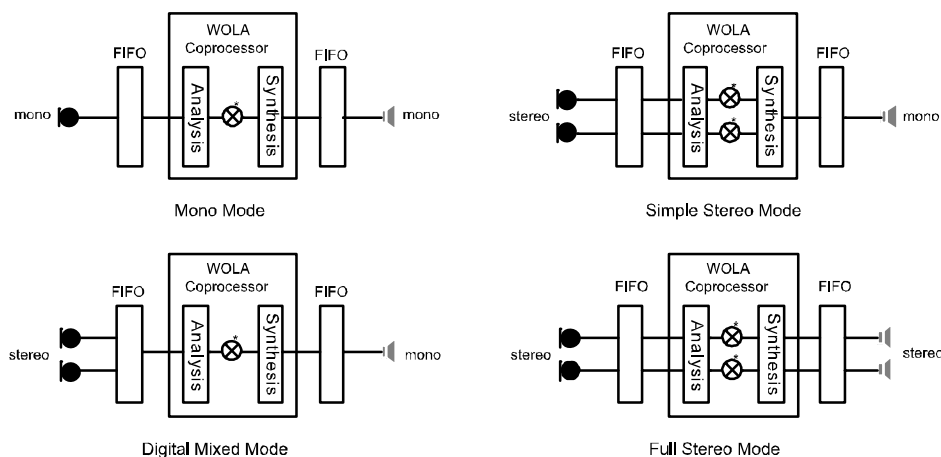 WOLA
Coprocessor
FIFO
FIFO
Analysis
*
Synthesis
mono
mono
Mono Mode
WOLA
Coprocessor
FIFO
FIFO
Analysis
*
*
Synthesis
stereo
mono
Simple Stereo Mode
WOLA
Coprocessor
FIFO
FIFO
Analysis
*
Synthesis
stereo
mono
Digital Mixed Mode
WOLA
Coprocessor
FIFO
FIFO
Analysis
*
*
Synthesis
stereo
stereo
Full Stereo Mode